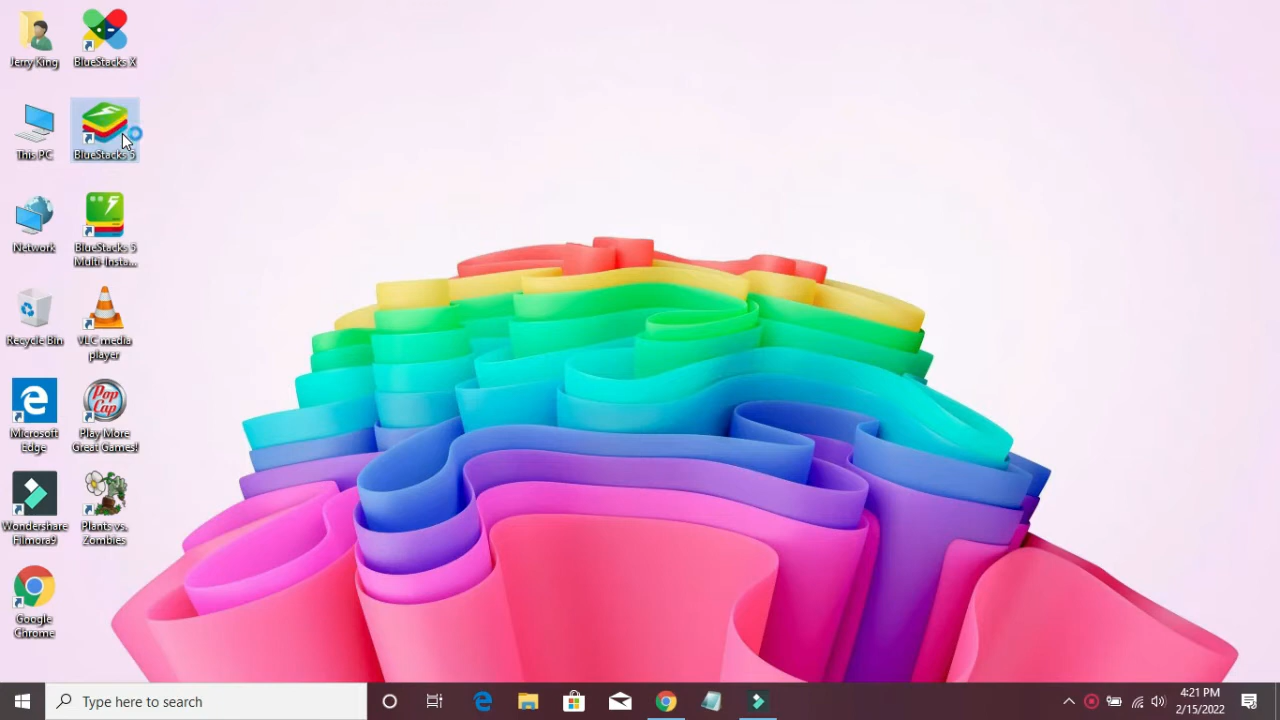 Jerry King
BlueStacks X
This PC
BlueStacks 5
Network
BlueStacks 5
Multi-Insta...
Recycle Bin
VLC media
player
Microsoft
Edge
Pop
Cap
Play More
Great Games!
Wondershare
Filmora9
Plants vs.
Zombies
Google
Chrome
Type here to search
4:21 PM
2/15/2022